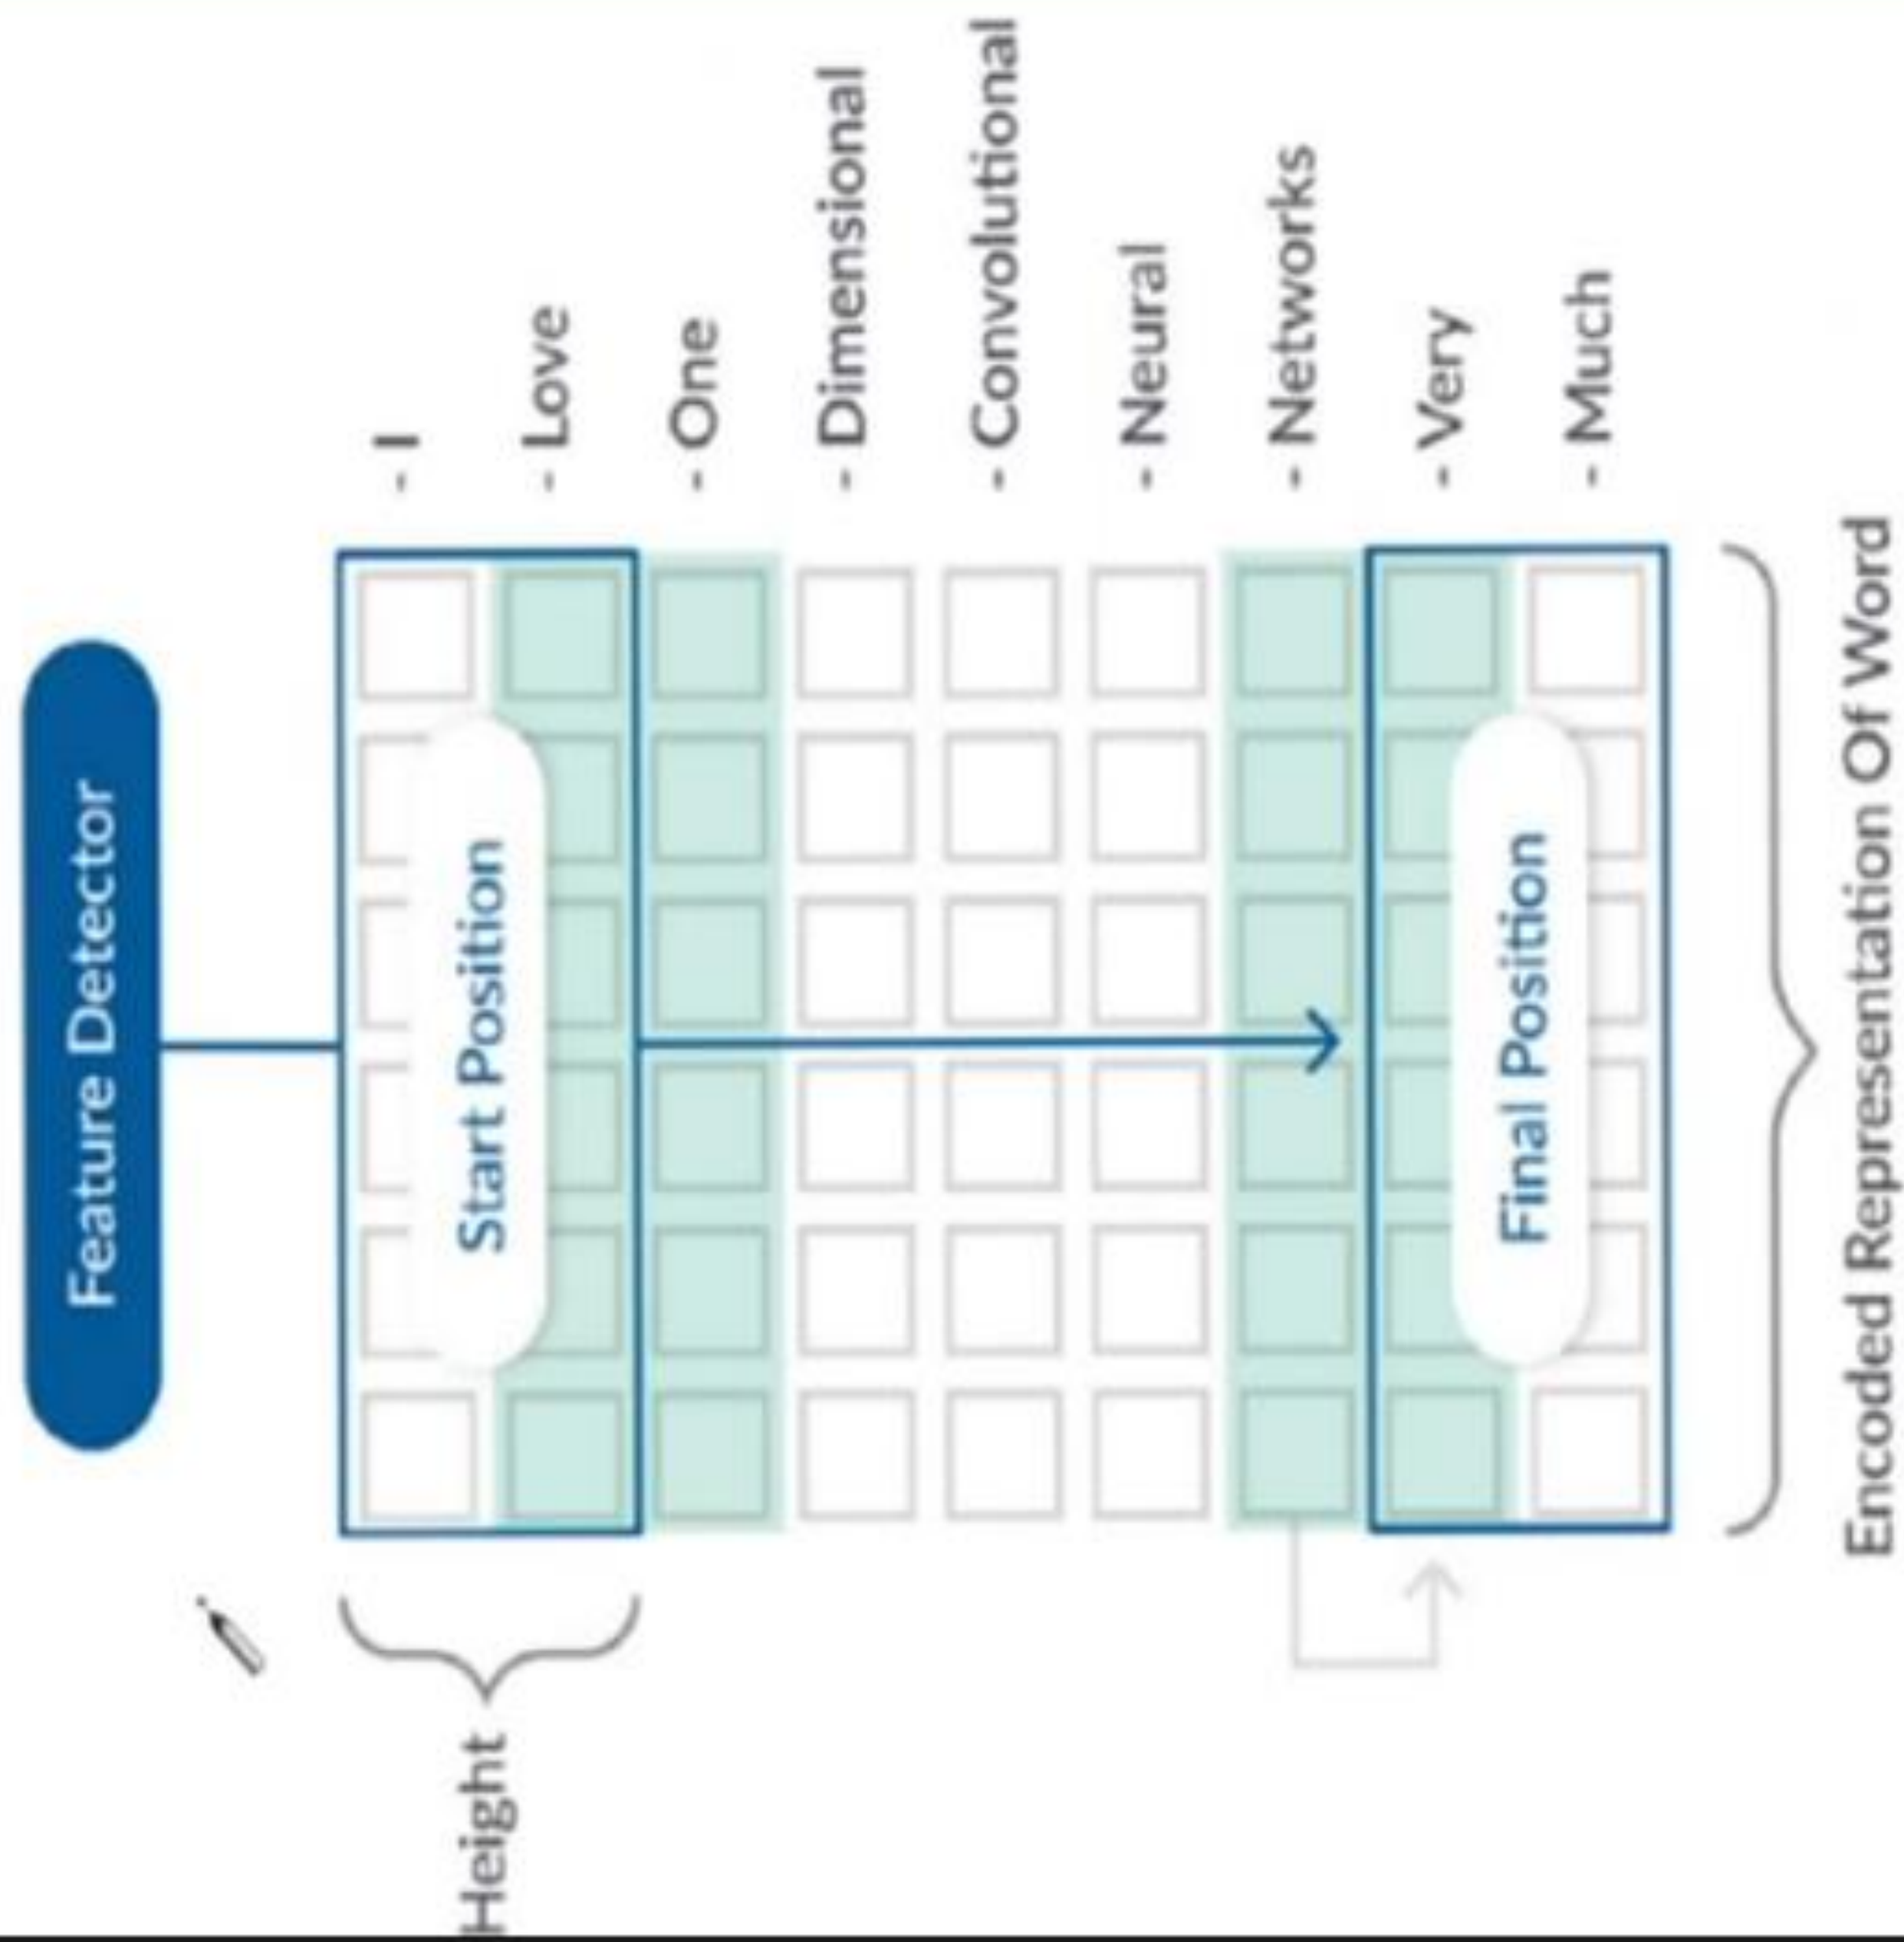 Feature Detector
Height
Start Position
- I
- Love
- One
- Dimensional
- Convolutional
- Neural
- Networks
- Very
Final Position
- Much
Encoded Representation Of Word